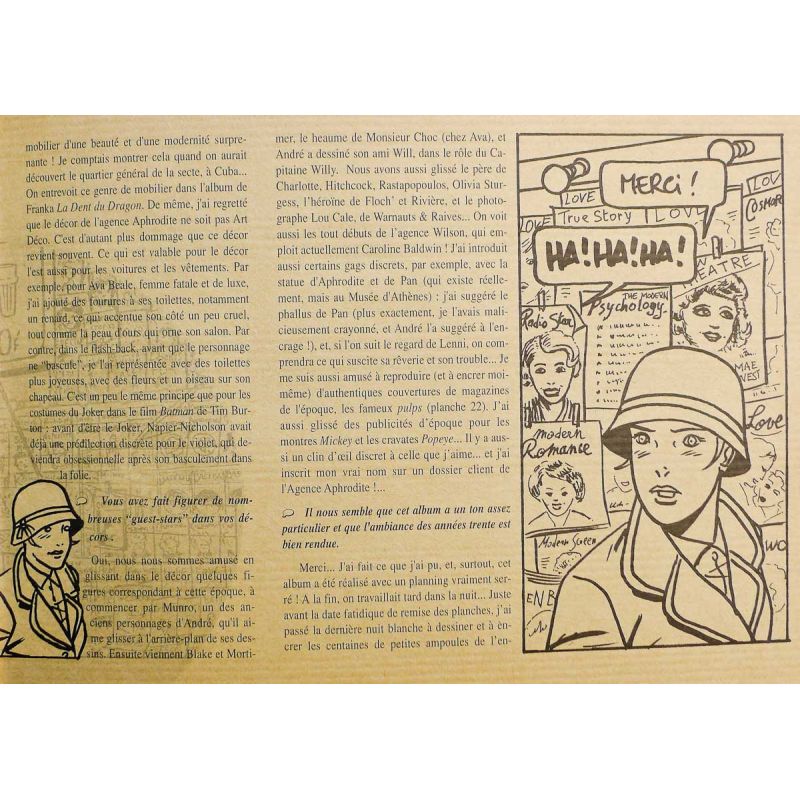 mobilier d'une beauté et d'une modernité surpre-
nante ! Je comptais montrer cela quand on aurait
découvert le quartier général de la secte, à Cuba...
On entrevoit ce genre de mobilier dans l'album de
Franka La Dent du Dragon. De même, j'ai regretté
que le décor de l'agence Aphrodite ne soit pas Art
Déco. C'est d'autant plus dommage que ce décor
revient souvent. Ce qui est valable pour le décor
l'est aussi pour les voitures et les vêtements. Par
exemple, pour Ava Beale, femme fatale et de luxe,
j'ai ajouté des fourures à ses toilettes, notamment
un renard, ce qui accentue son côté un peu cruel,
tout comme la peau d'ours qui orne son salon. Par
contre, dans le flash-back, avant que le personnage
ne "bascule", je l'ai représentée avec des toilettes
plus joyeuses, avec des fleurs et un oiseau sur son
chapeau. C'est un peu le même principe que pour les
costumes du Joker dans le film Batman de Tim Bur-
ton : avant d'être le Joker, Napier-Nicholson avait
déjà une prédilection discrète pour le violet, qui de-
viendra obsessionnelle après son basculement dans
la folie.
Vous avez fait figurer de nom-
breuses "guest-stars" dans vos dé-
cors .
Oui, nous nous sommes amusé en
glissant dans le décor quelques fi-
gures correspondant à cette époque, à
commencer par Munro, un des an-
ciens personnages d'André, qu'il ai-
me glisser à l'arrière-plan de ses des-
sins. Ensuite viennent Blake et Morti-
mer, le heaume de Monsieur Choc (chez Ava), et
André a dessiné son ami Will, dans le rôle du Ca-
pitaine Willy. Nous avons aussi glissé le père de
Charlotte, Hitchcock, Rastapopoulos, Olivia Stur-
gess, l'héroïne de Floch' et Rivière, et le photo-
graphe Lou Cale, de Warnauts & Raives... On voit
aussi les tout débuts de l'agence Wilson, qui em-
ploit actuellement Caroline Baldwin ! J'ai introduit
aussi certains gags discrets, par exemple, avec la
statue d'Aphrodite et de Pan (qui existe réelle-
ment, mais au Musée d'Athènes) : j'ai suggéré le
phallus de Pan (plus exactement, je l'avais mali-
cieusement crayonné, et André l'a suggéré à l'en-
crage !), et, si l'on suit le regard de Lenni, on com-
prendra ce qui suscite sa rêverie et son trouble... Je
me suis aussi amusé à reproduire (et à encrer moi-
même) d'authentiques couvertures de magazines
de l'époque, les fameux pulps (planche 22). J'ai
aussi glissé des publicités d'époque pour les
montres Mickey et les cravates Popeye... Il y a aus-
si un clin d'œil discret à celle que j'aime... et j'ai
inscrit mon vrai nom sur un dossier client de
l'Agence Aphrodite !...
Il nous semble que cet album a un ton assez
particulier et que l'ambiance des années trente est
bien rendue.
Merci... J'ai fait ce que j'ai pu, et, surtout, cet
album a été réalisé avec un planning vraiment ser-
ré ! A la fin, on travaillait tard dans la nuit... Juste
avant la date fatidique de remise des planches, j'ai
passé la dernière nuit blanche à dessiner et à en-
crer les centaines de petites ampoules de l'en-
MERCI !
HA! HA! HA!
LOVE
LOVE
True Story
LOV
LOV
COSMOP
THEATRE
THE MODERN
Psychology
Radio Star
MAE
WEST
Love
modern
Romance
Modern Screen